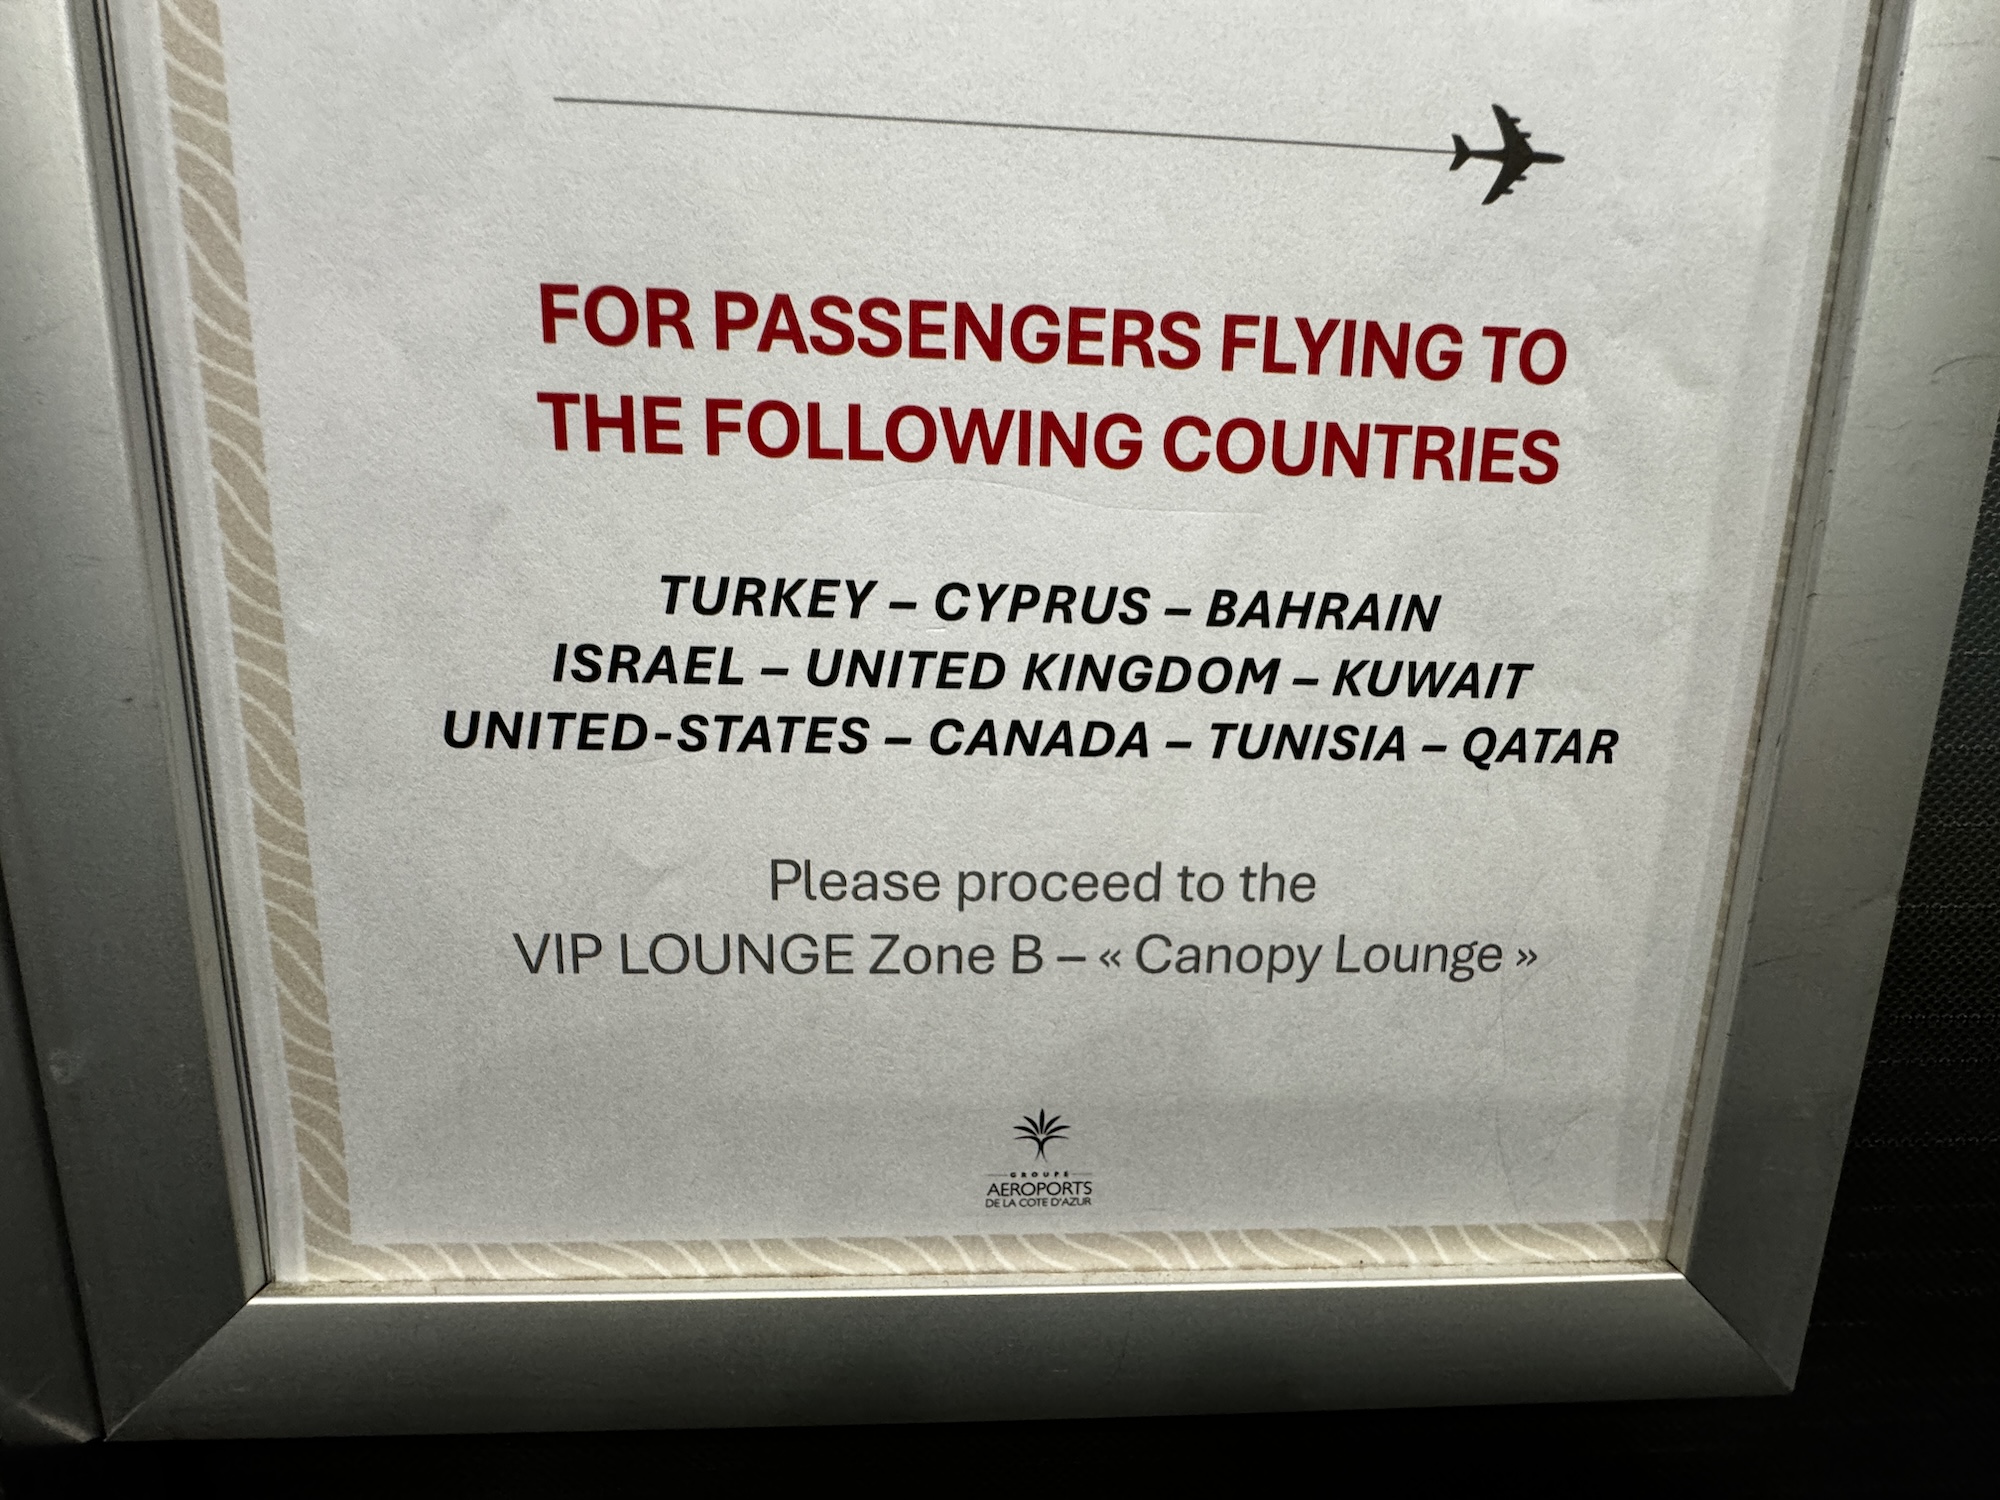 FOR PASSENGERS FLYING TO
THE FOLLOWING COUNTRIES
TURKEY – CYPRUS – BAHRAIN
ISRAEL – UNITED KINGDOM – KUWAIT
UNITED-STATES – CANADA – TUNISIA – QATAR
Please proceed to the
VIP LOUNGE Zone B – « Canopy Lounge »
GROUPE
AEROPORTS
DE LA COTE D'AZUR